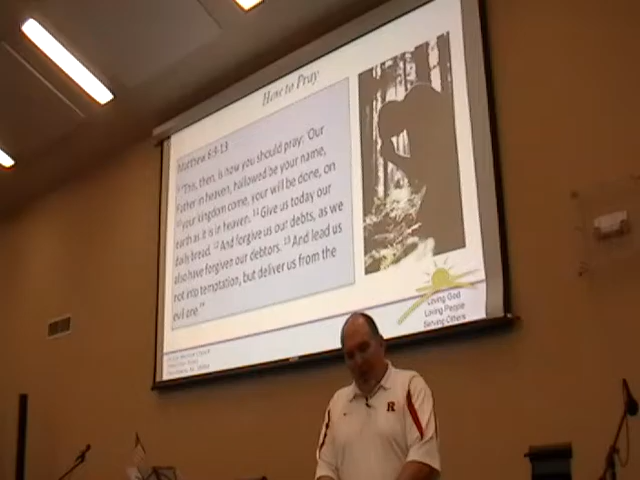 How to Pray
Matthew 6:9-13
9 "This, then, is how you should pray: 'Our
Father in heaven, hallowed be your name,
10 your kingdom come, your will be done, on
earth as it is in heaven. 11 Give us today our
daily bread. 12 And forgive us our debts, as we
also have forgiven our debtors. 13 And lead us
not into temptation, but deliver us from the
evil one.'"
Loving God
Loving People
Serving Others
R